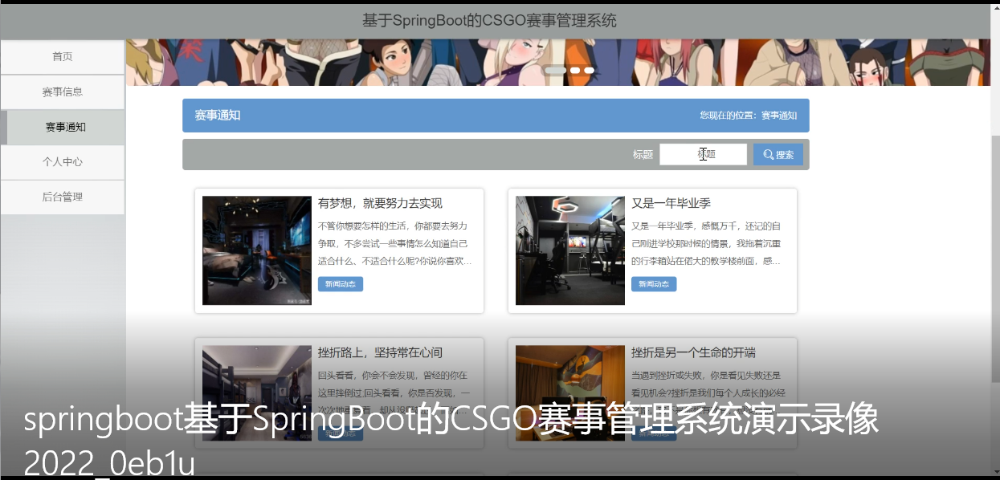 基于SpringBoot的CSGO赛事管理系统
首页
赛事信息
赛事通知
个人中心
后台管理
赛事通知
您现在的位置：赛事通知
标题
标题
搜索
有梦想，就要努力去实现
不管你想要怎样的生活，你都要去努力
争取，不多尝试一些事情怎么知道自己
适合什么、不适合什么呢?你说你喜欢...
新闻动态
又是一年毕业季
又是一年毕业季，感慨万千，还记的自
己刚进学校那时候的情景，我拖着沉重
的行李箱站在偌大的教学楼前面，感...
新闻动态
挫折路上，坚持常在心间
回头看看，你会不会发现，曾经的你在
这里摔倒过;回头看看，你是否发现，一
挫折是另一个生命的开端
当遇到挫折或失败，你是看见失败还是
看见机会?挫折是我们每个人成长的必经
springboot基于SpringBoot的CSGO赛事管理系统演示录像
2022_0eb1u